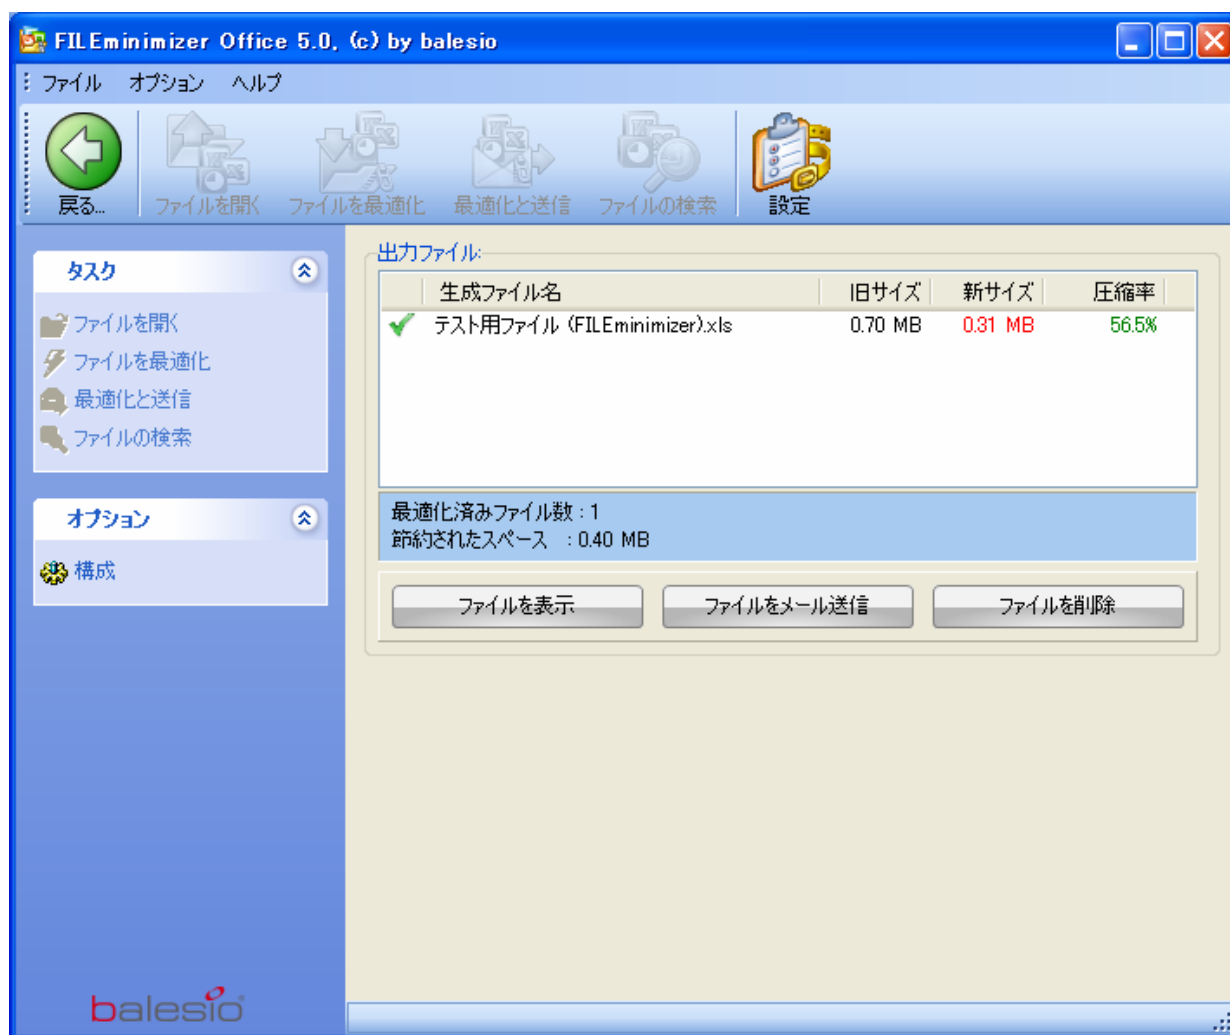 FILEminimizer Office 5.0, (c) by balesio
ファイル オプション ヘルプ
戻る... ファイルを開く ファイルを最適化 最適化と送信 ファイルの検索 設定
タスク
ファイルを開く
ファイルを最適化
最適化と送信
ファイルの検索
オプション
構成
出力ファイル:
生成ファイル名 旧サイズ 新サイズ 圧縮率
テスト用ファイル (FILEminimizer).xls 0.70 MB 0.31 MB 56.5%
最適化済みファイル数 : 1
節約されたスペース : 0.40 MB
ファイルを表示 ファイルをメール送信 ファイルを削除
balesio